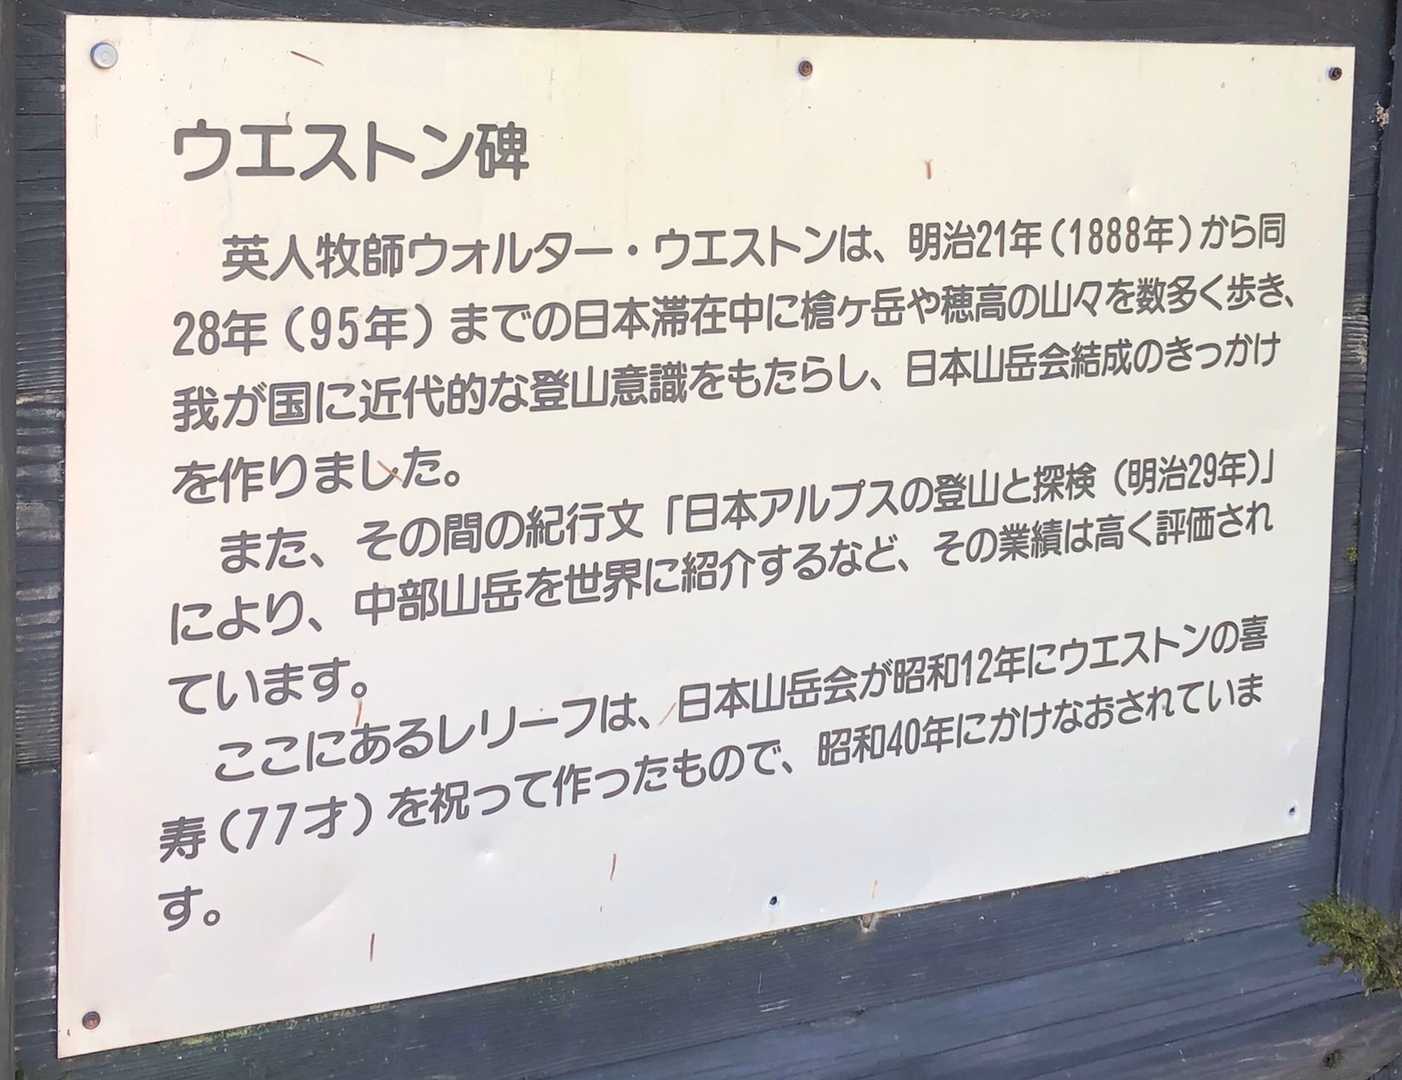 ウエストン碑
英人牧師ウォルター・ウエストンは、明治21年(1888年)から同
28年(95年)までの日本滞在中に槍ヶ岳や穂高の山々を数多く歩き、
我が国に近代的な登山意識をもたらし、日本山岳会結成のきっかけ
を作りました。
また、その間の紀行文「日本アルプスの登山と探検(明治29年)」
により、中部山岳を世界に紹介するなど、その業績は高く評価され
ています。
ここにあるレリーフは、日本山岳会が昭和12年にウエストンの喜
寿(77才)を祝って作ったもので、昭和40年にかけなおされていま
す。